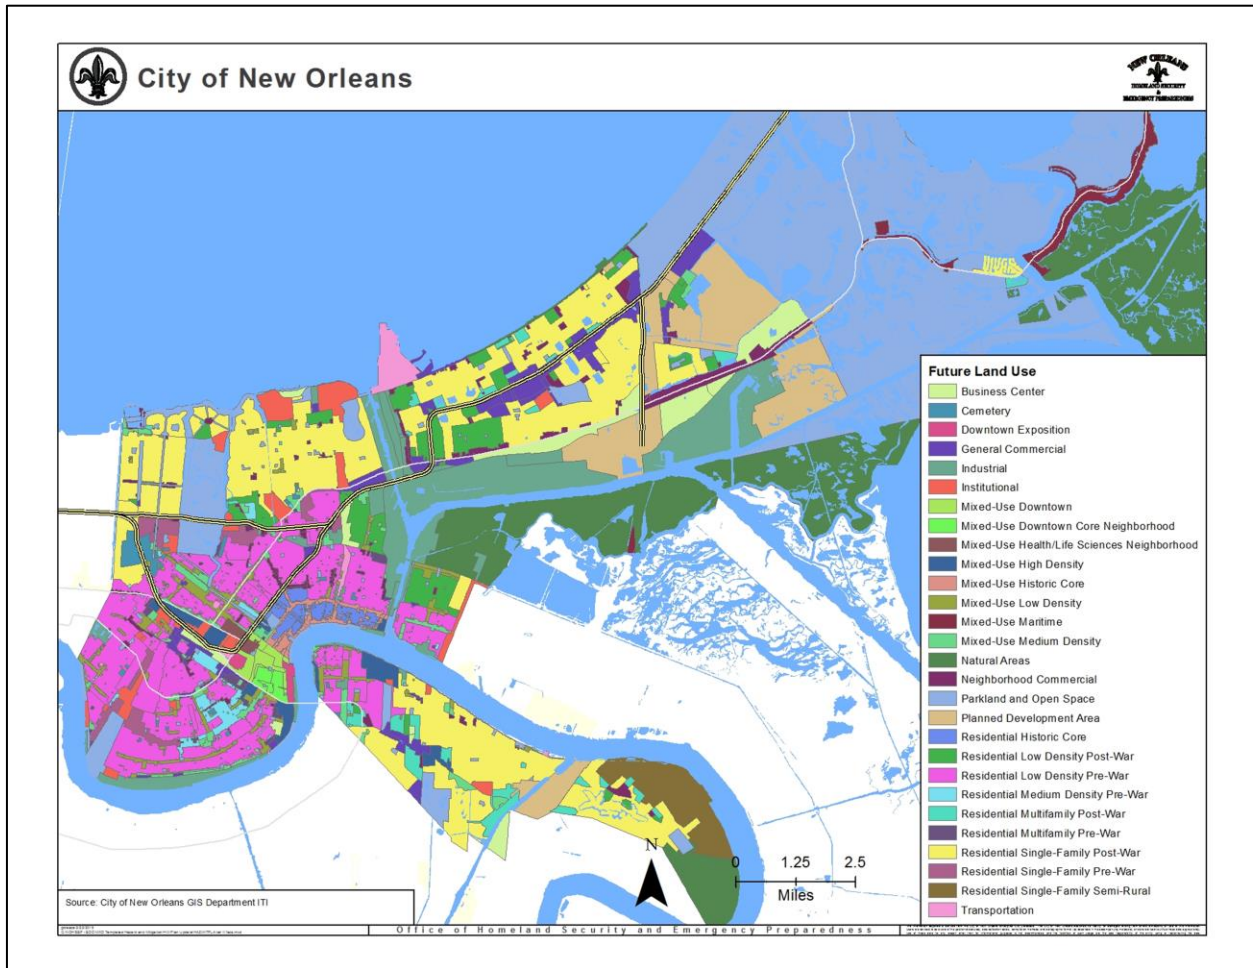 City of New Orleans
NEW ORLEANS
HOMELAND SECURITY
&
EMERGENCY PREPAREDNESS
Future Land Use
Business Center
Cemetery
Downtown Exposition
General Commercial
Industrial
Institutional
Mixed-Use Downtown
Mixed-Use Downtown Core Neighborhood
Mixed-Use Health/Life Sciences Neighborhood
Mixed-Use High Density
Mixed-Use Historic Core
Mixed-Use Low Density
Mixed-Use Maritime
Mixed-Use Medium Density
Natural Areas
Neighborhood Commercial
Parkland and Open Space
Planned Development Area
Residential Historic Core
Residential Low Density Post-War
Residential Low Density Pre-War
Residential Medium Density Pre-War
Residential Multifamily Post-War
Residential Multifamily Pre-War
Residential Single-Family Post-War
Residential Single-Family Pre-War
Residential Single-Family Semi-Rural
Transportation
N
0 1.25 2.5
Miles
Source: City of New Orleans GIS Department ITI
Office of Homeland Security and Emergency Preparedness